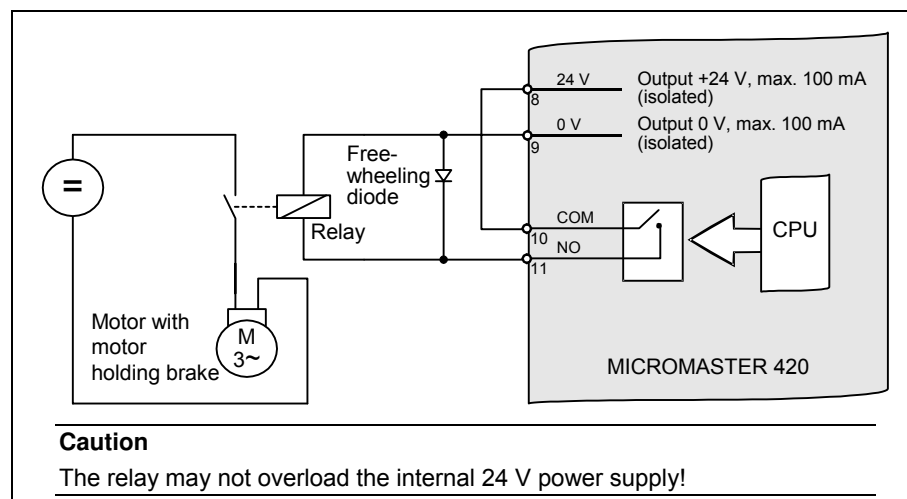 24 V
8
Output +24 V, max. 100 mA
(isolated)
0 V
9
Output 0 V, max. 100 mA
(isolated)
=
Free-
wheeling
diode
Relay
COM
10
NO
11
CPU
Motor with
motor
holding brake
M
3~
MICROMASTER 420
Caution
The relay may not overload the internal 24 V power supply!